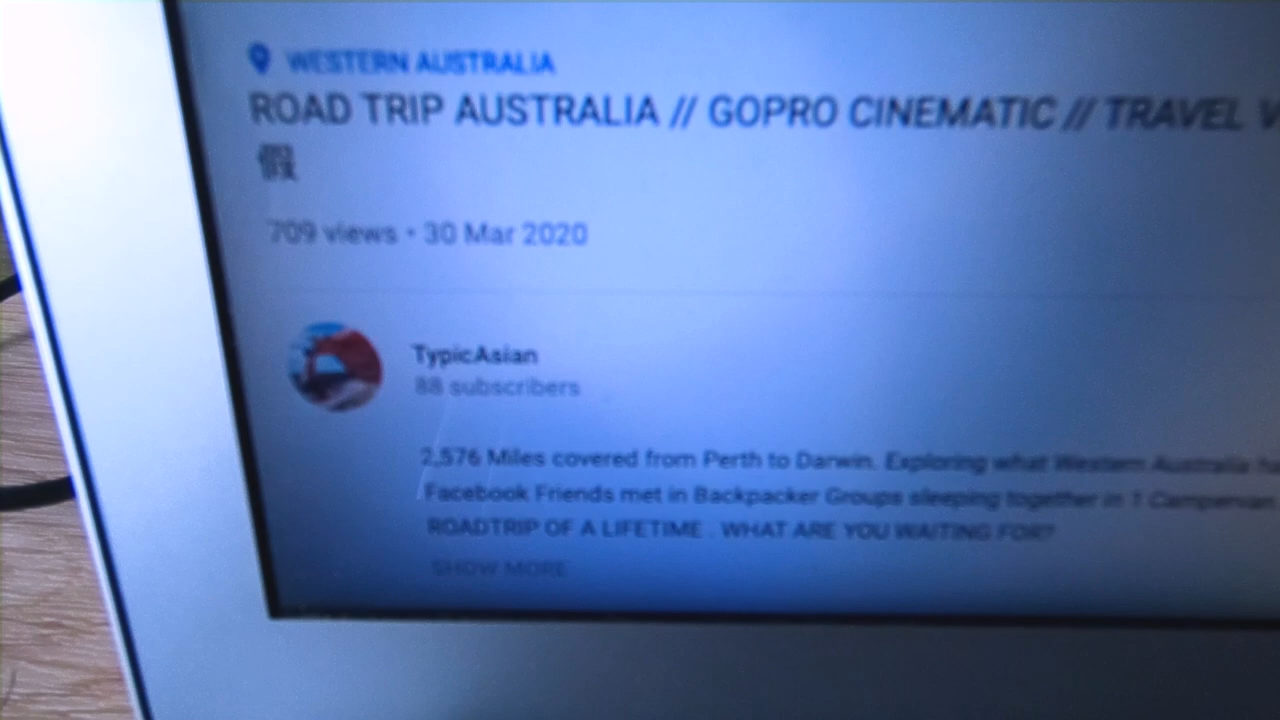 WESTERN AUSTRALIA
ROAD TRIP AUSTRALIA // GOPRO CINEMATIC // TRAVEL
假
709 views • 30 Mar 2020
TypicAsian
88 subscribers
2,576 Miles covered from Perth to Darwin. Exploring what Western Australia
Facebook Friends met in Backpacker Groups sleeping together in 1 Campervan.
ROADTRIP OF A LIFETIME . WHAT ARE YOU WAITING FOR?
SHOW MORE